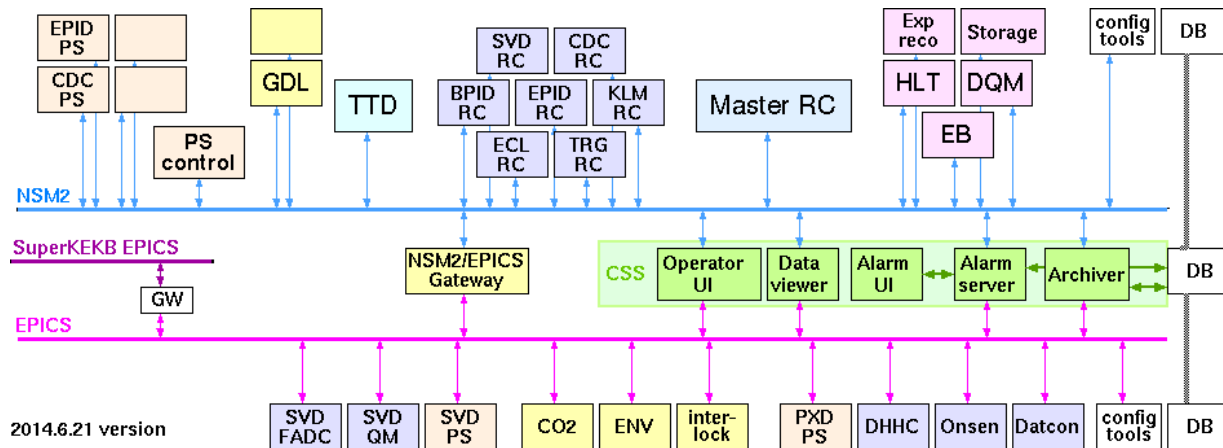 EPID
PS
CDC
PS
PS
control
GDL
TTD
SVD
RC
CDC
RC
BPID
RC
EPID
RC
KLM
RC
ECL
RC
TRG
RC
Master RC
Exp
reco
Storage
HLT
DQM
EB
config
tools
DB
NSM2
SuperKEKB EPICS
GW
NSM2/EPICS
Gateway
CSS
Operator
UI
Data
viewer
Alarm
UI
Alarm
server
Archiver
DB
EPICS
2014.6.21 version
SVD
FADC
SVD
QM
SVD
PS
CO2
ENV
inter-
lock
PXD
PS
DHHC
Onsen
Datcon
config
tools
DB